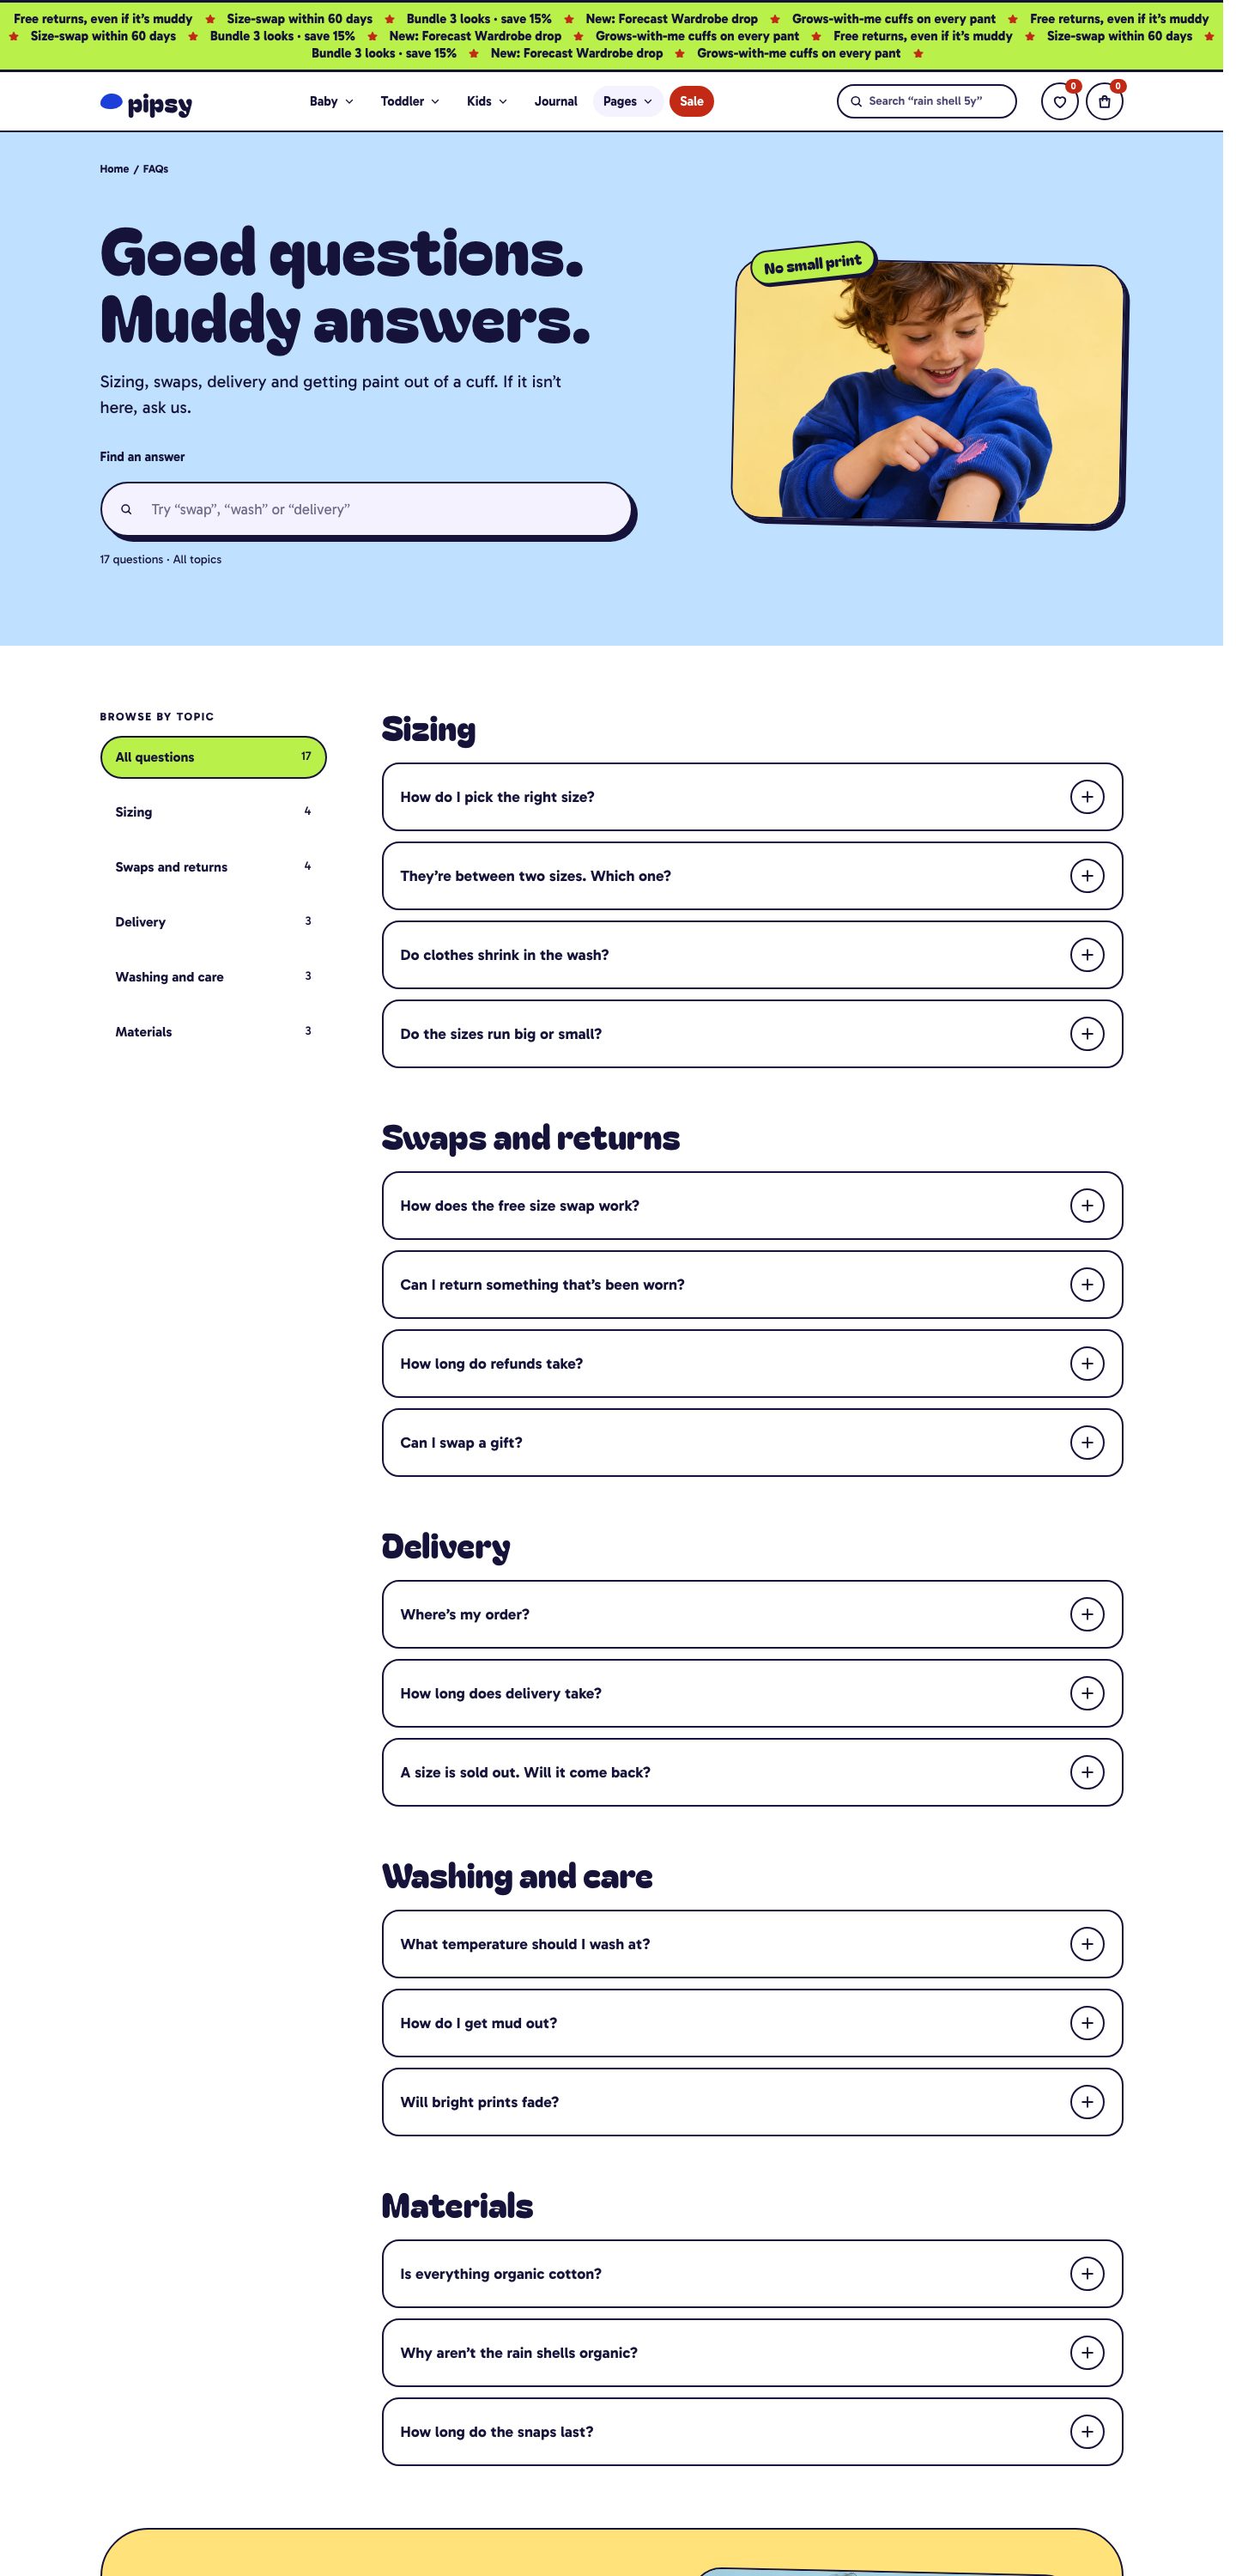 Free returns, even if it’s muddy ★ Size-swap within 60 days ★ Bundle 3 looks · save 15% ★ New: Forecast Wardrobe drop ★ Grows-with-me cuffs on every pant ★ Free returns, even if it’s muddy
★ Size-swap within 60 days ★ Bundle 3 looks · save 15% ★ New: Forecast Wardrobe drop ★ Grows-with-me cuffs on every pant ★ Free returns, even if it’s muddy ★ Size-swap within 60 days ★
Bundle 3 looks · save 15% ★ New: Forecast Wardrobe drop ★ Grows-with-me cuffs on every pant ★
pipsy Baby Toddler Kids Journal Pages Sale Search “rain shell 5y” 0 0
Home / FAQs
Good questions.
Muddy answers.
Sizing, swaps, delivery and getting paint out of a cuff. If it isn’t
here, ask us.
Find an answer
Try “swap”, “wash” or “delivery”
17 questions · All topics
No small print
BROWSE BY TOPIC
All questions 17
Sizing 4
Swaps and returns 4
Delivery 3
Washing and care 3
Materials 3
Sizing
How do I pick the right size?
They’re between two sizes. Which one?
Do clothes shrink in the wash?
Do the sizes run big or small?
Swaps and returns
How does the free size swap work?
Can I return something that’s been worn?
How long do refunds take?
Can I swap a gift?
Delivery
Where’s my order?
How long does delivery take?
A size is sold out. Will it come back?
Washing and care
What temperature should I wash at?
How do I get mud out?
Will bright prints fade?
Materials
Is everything organic cotton?
Why aren’t the rain shells organic?
How long do the snaps last?